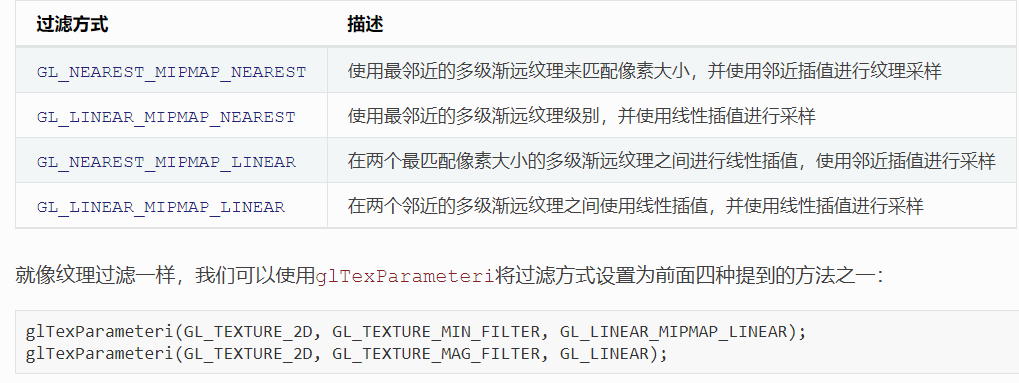 过滤方式 描述
GL_NEAREST_MIPMAP_NEAREST 使用最邻近的多级渐远纹理来匹配像素大小，并使用邻近插值进行纹理采样
GL_LINEAR_MIPMAP_NEAREST 使用最邻近的多级渐远纹理级别，并使用线性插值进行采样
GL_NEAREST_MIPMAP_LINEAR 在两个最匹配像素大小的多级渐远纹理之间进行线性插值，使用邻近插值进行采样
GL_LINEAR_MIPMAP_LINEAR 在两个邻近的多级渐远纹理之间使用线性插值，并使用线性插值进行采样
就像纹理过滤一样，我们可以使用glTexParameteri将过滤方式设置为前面四种提到的方法之一：
glTexParameteri(GL_TEXTURE_2D, GL_TEXTURE_MIN_FILTER, GL_LINEAR_MIPMAP_LINEAR);
glTexParameteri(GL_TEXTURE_2D, GL_TEXTURE_MAG_FILTER, GL_LINEAR);